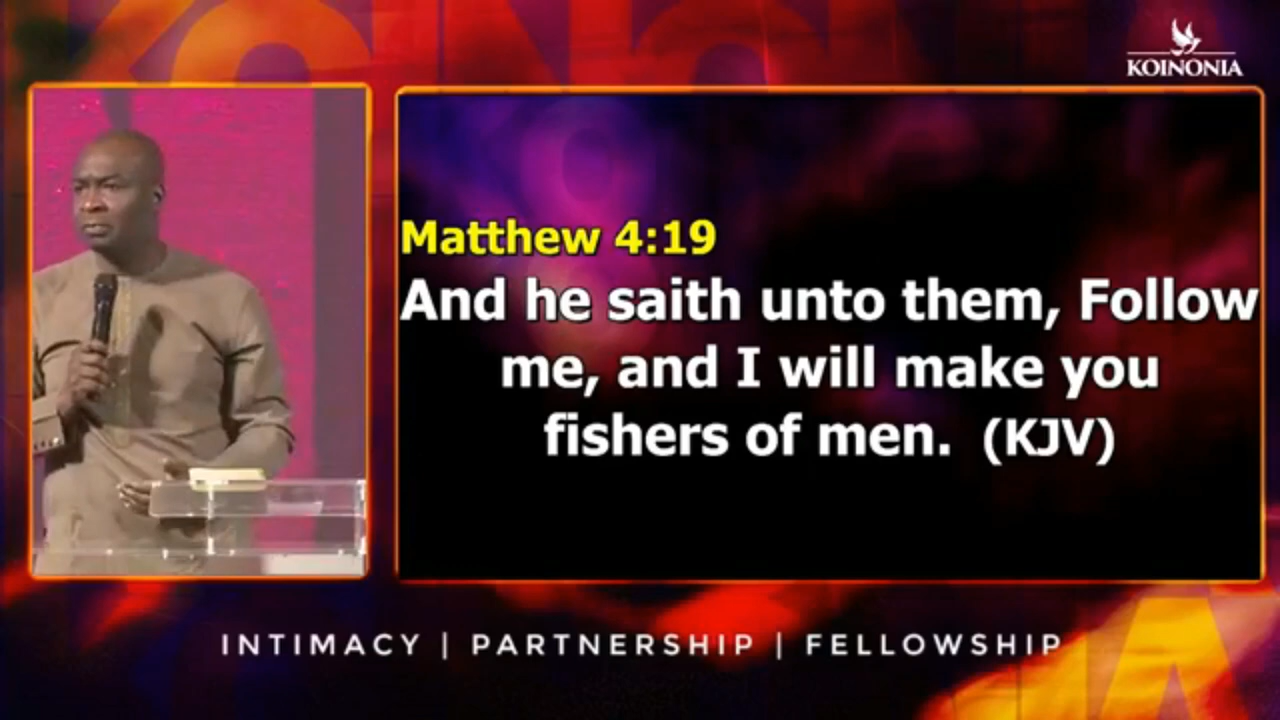 KOINONIA
Matthew 4:19
And he saith unto them, Follow
me, and I will make you
fishers of men. (KJV)
INTIMACY | PARTNERSHIP | FELLOWSHIP